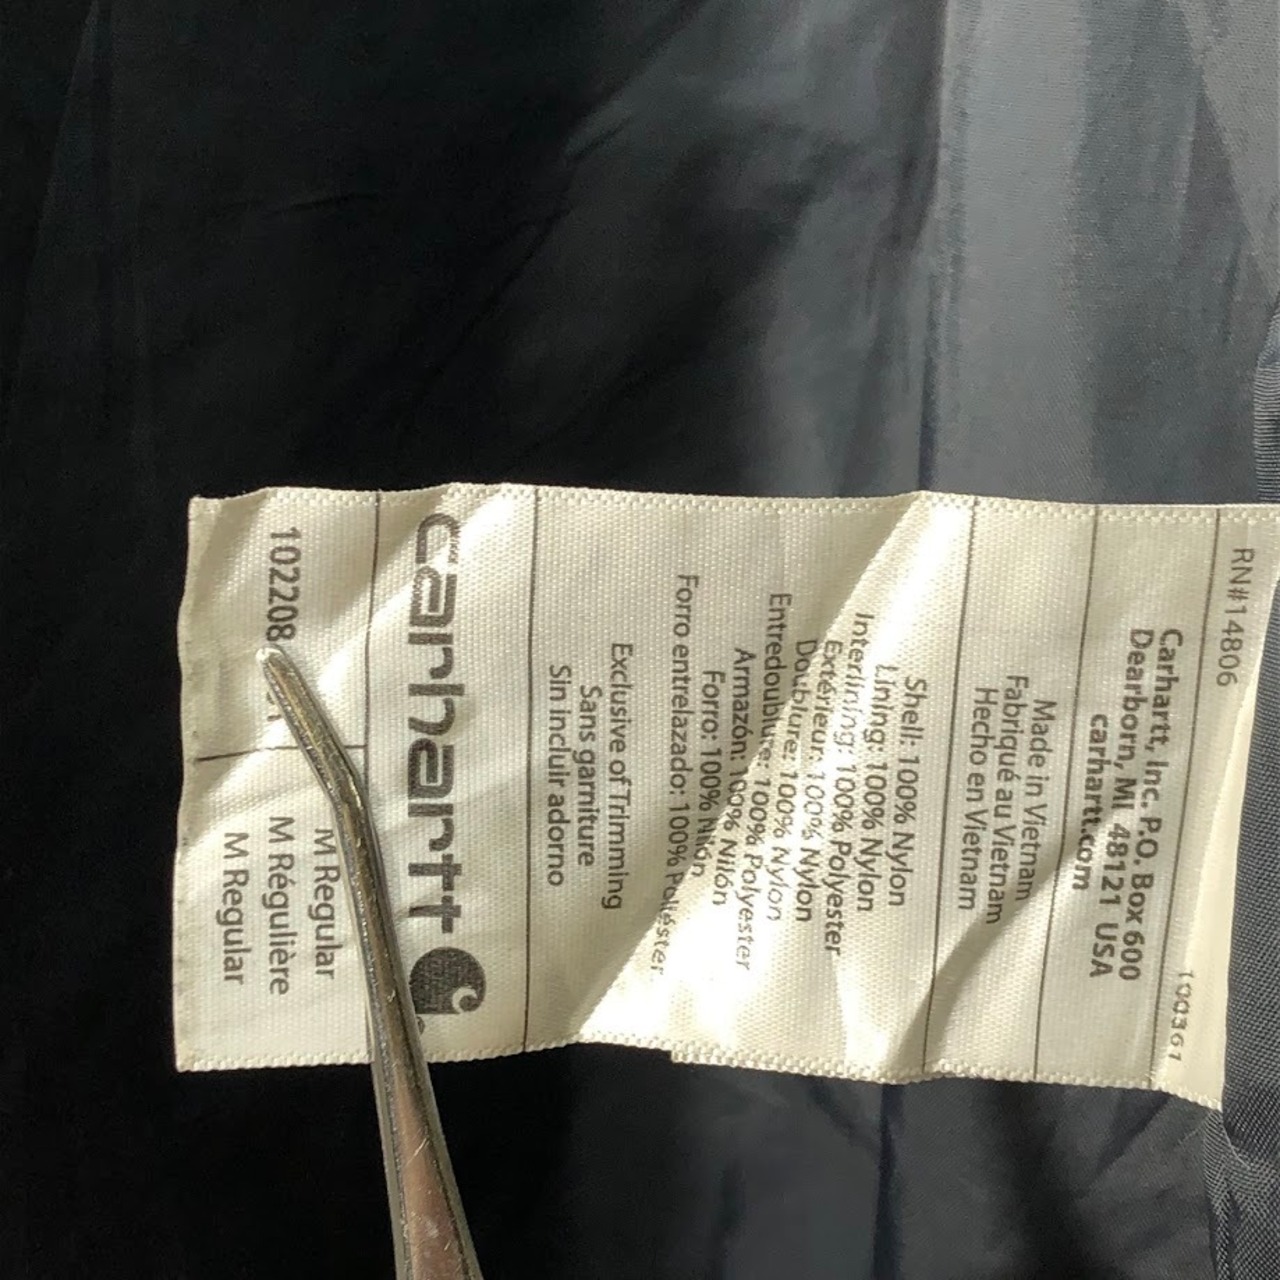 RN#14806
100361
Carhartt, Inc. P.O. Box 600
Dearborn, MI 48121 USA
carhartt.com
Made in Vietnam
Fabriqué au Vietnam
Hecho en Vietnam
Shell: 100% Nylon
Lining: 100% Nylon
Interlining: 100% Polyester
Extérieur: 100% Nylon
Doublure: 100% Nylon
Entredoublure: 100% Polyester
Armazón: 100% Nilón
Forro: 100% Nilón
Forro entrelazado: 100% Poliéster
Exclusive of Trimming
Sans garniture
Sin incluir adorno
carhartt
102208
M Regular
M Régulière
M Regular